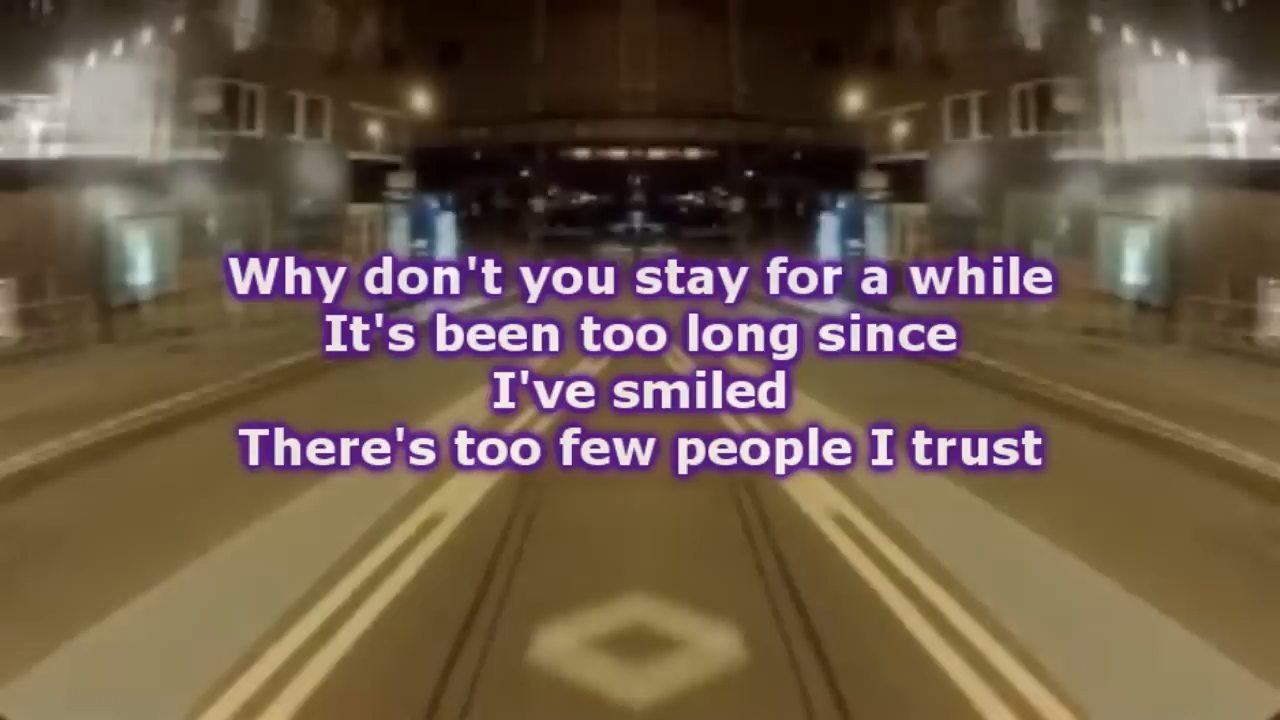 Why don't you stay for a while
It's been too long since
I've smiled
There's too few people I trust